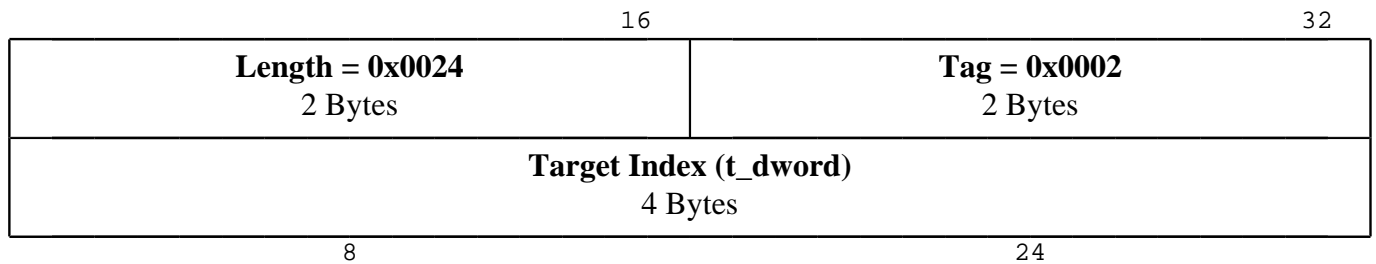 16 32
Length = 0x0024 Tag = 0x0002
2 Bytes 2 Bytes
Target Index (t_dword)
4 Bytes
8 24